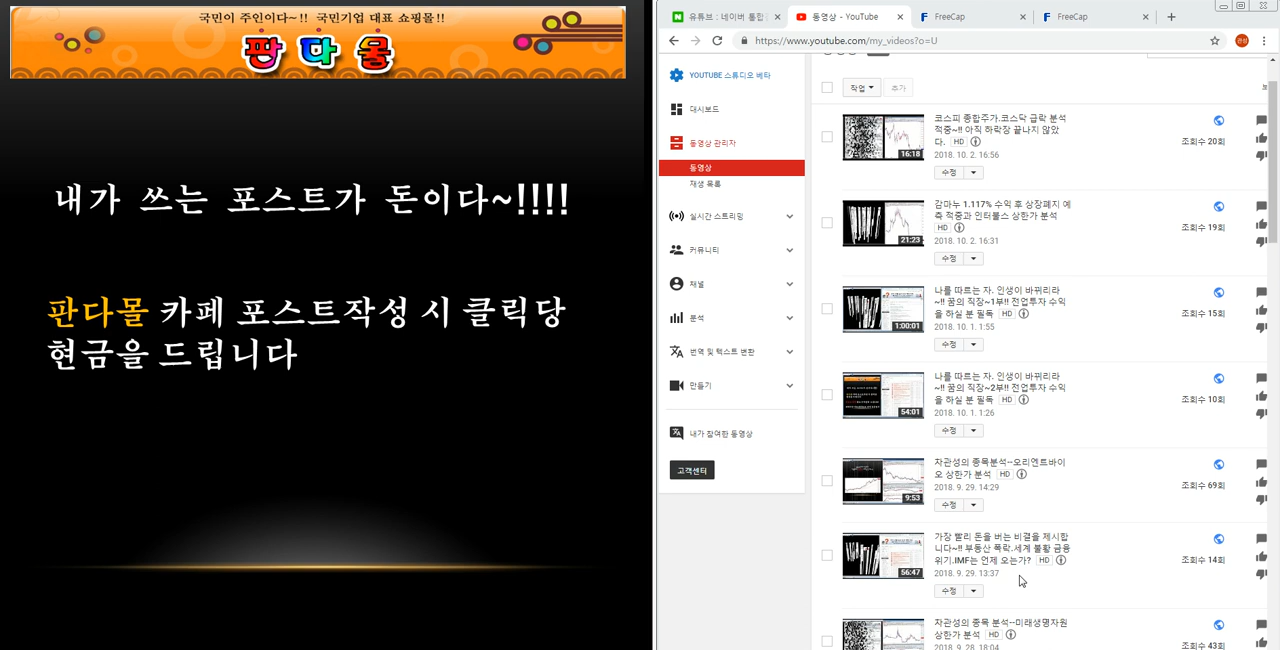 국민이 주인이다~!! 국민기업 대표 쇼핑몰!!
판다몰
내가 쓰는 포스트가 돈이다~!!!!
판다몰 카페 포스트작성 시 클릭당
현금을 드립니다
유튜브 : 네이버 통합
동영상 - YouTube
FreeCap
FreeCap
https://www.youtube.com/my_videos?o=U
YOUTUBE 스튜디오 베타
대시보드
동영상 관리자
동영상
재생 목록
실시간 스트리밍
커뮤니티
채널
분석
번역 및 텍스트 변환
만들기
내가 참여한 동영상
고객센터
작업
추가
코스피 종합주가.코스닥 급락 분석
적중~!! 아직 하락장 끝나지 않았
다. HD
16:18
2018. 10. 2. 16:56
조회수 20회
수정
감마누 1.117% 수익 후 상장폐지 예
측 적중과 인터불스 상한가 분석
HD
21:23
2018. 10. 2. 16:31
조회수 19회
수정
나를 따르는 자. 인생이 바뀌리라
~!! 꿈의 직장~1부!! 전업투자 수익
을 하실 분 필독 HD
1:00:01
2018. 10. 1. 1:55
조회수 15회
수정
나를 따르는 자. 인생이 바뀌리라
~!! 꿈의 직장~2부!! 전업투자 수익
을 하실 분 필독 HD
54:01
2018. 10. 1. 1:26
조회수 10회
수정
차관성의 종목분석--오리엔트바이
오 상한가 분석 HD
9:53
2018. 9. 29. 14:29
조회수 69회
수정
가장 빨리 돈을 버는 비결을 제시합
니다~!! 부동산 폭락.세계 불황 금융
위기.IMF는 언제 오는가? HD
56:47
2018. 9. 29. 13:37
조회수 14회
수정
차관성의 종목 분석--미래생명자원
상한가 분석 HD
2018. 9. 28. 18:04
조회수 43회